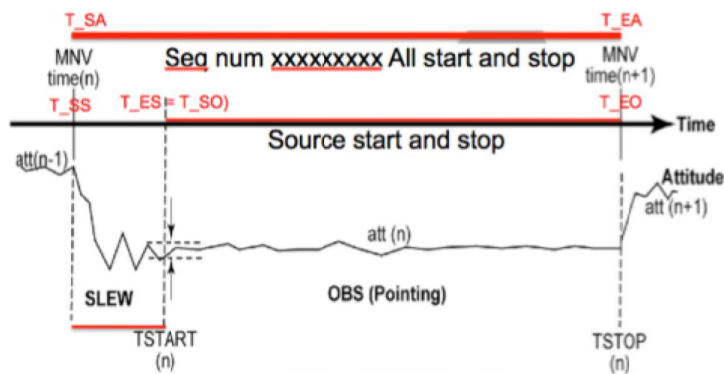 T_SA T_EA
MNV
time(n)
Seq num xxxxxxxxx All start and stop
MNV
time(n+1)
T_SS T_ES = T_SO) T_EO
Time
Source start and stop
att(n-1)
Attitude
att (n+1)
att (n)
SLEW
OBS (Pointing)
TSTART
(n)
TSTOP
(n)